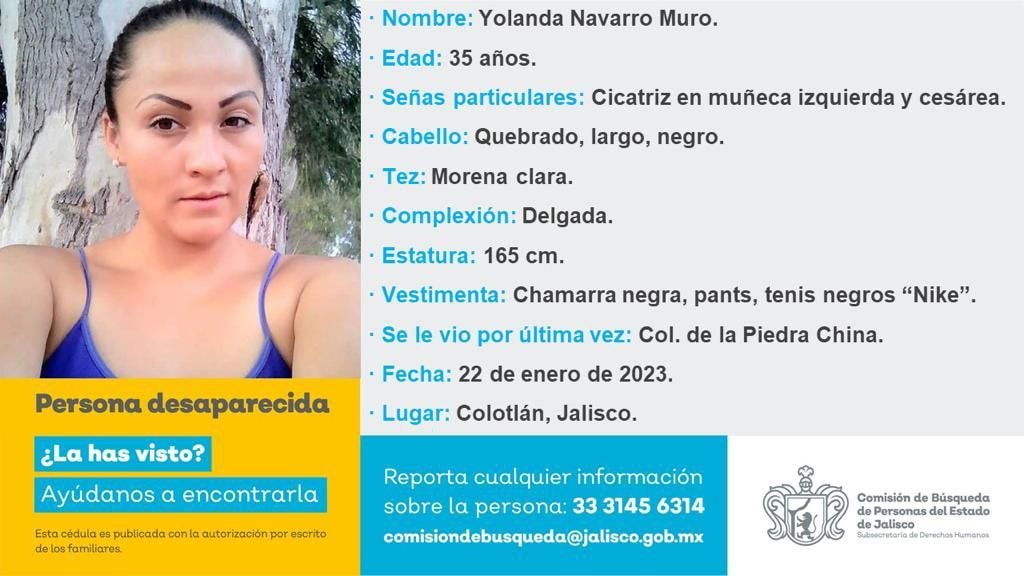 · Nombre: Yolanda Navarro Muro.
· Edad: 35 años.
· Señas particulares: Cicatriz en muñeca izquierda y cesárea.
· Cabello: Quebrado, largo, negro.
· Tez: Morena clara.
· Complexión: Delgada.
· Estatura: 165 cm.
· Vestimenta: Chamarra negra, pants, tenis negros “Nike”.
· Se le vio por última vez: Col. de la Piedra China.
· Fecha: 22 de enero de 2023.
· Lugar: Colotlán, Jalisco.
Persona desaparecida
¿La has visto?
Ayúdanos a encontrarla
Esta cédula es publicada con la autorización por escrito
de los familiares.
Reporta cualquier información
sobre la persona: 33 3145 6314
comisiondebusqueda@jalisco.gob.mx
Comisión de Búsqueda
de Personas del Estado
de Jalisco
Subsecretaría de Derechos Humanos